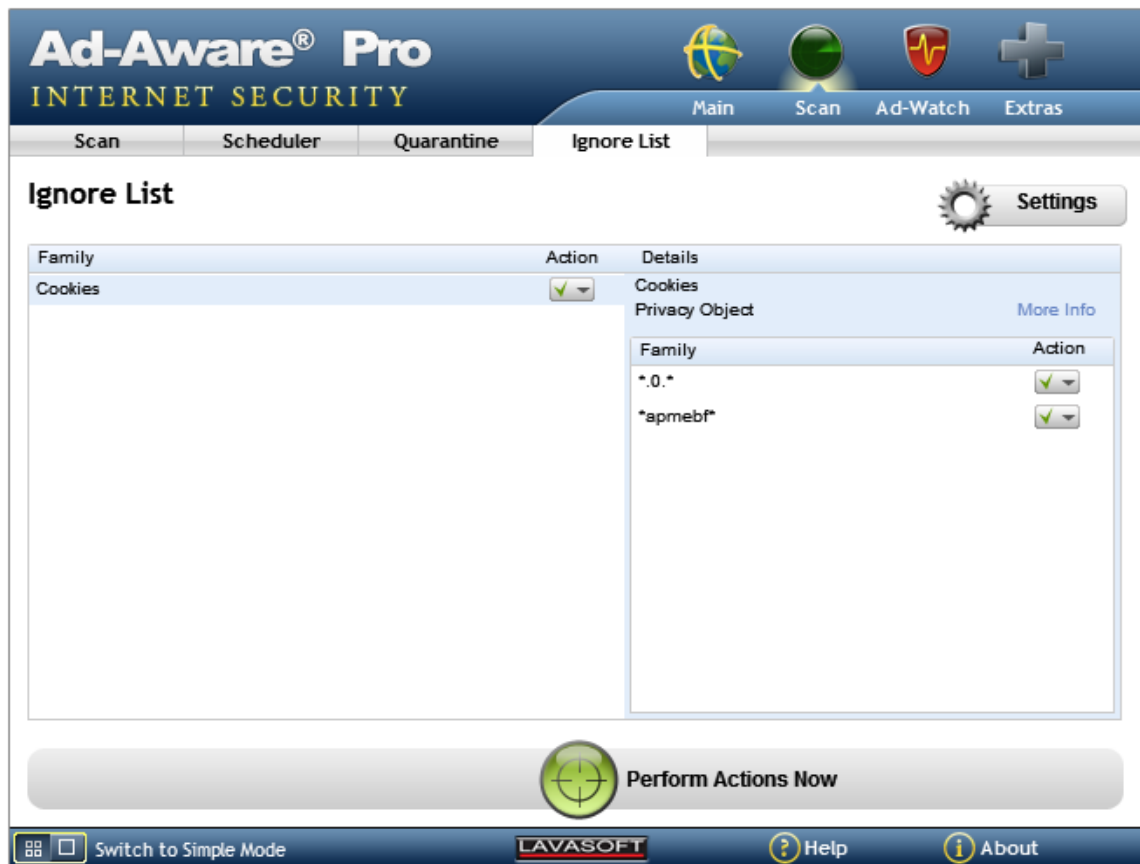 Ad-Aware® Pro
INTERNET SECURITY
Main Scan Ad-Watch Extras
Scan Scheduler Quarantine Ignore List
Ignore List
Settings
Family Action Details
Cookies
Cookies
Privacy Object More Info
Family Action
*.0.*
*apmebf*
Perform Actions Now
Switch to Simple Mode LAVASOFT ? Help i About